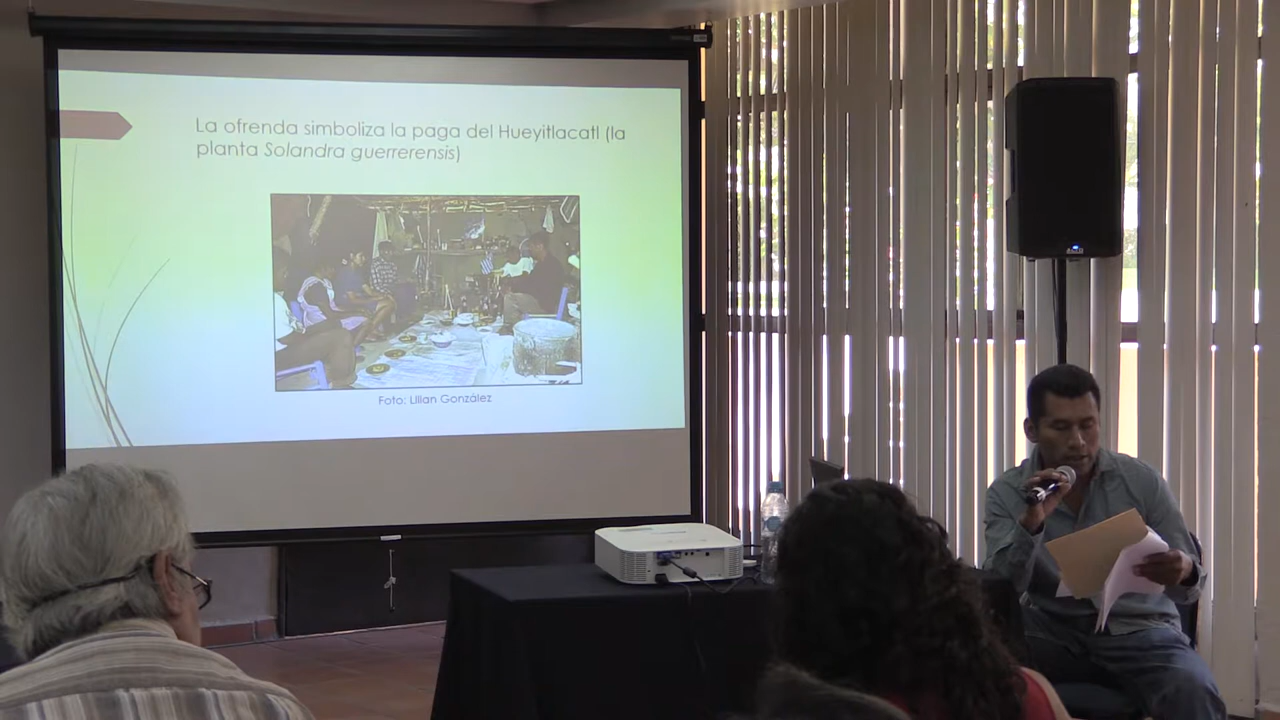 La ofrenda simboliza la paga del Hueyitlacatl (la
planta Solandra guerrerensis)
Foto: Lilian González